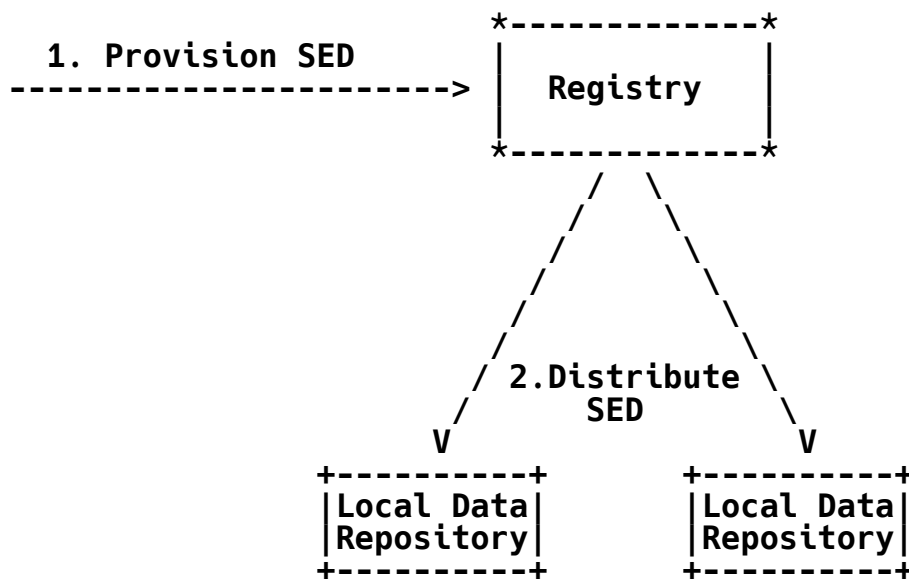 1. Provision SED
Registry
2.Distribute
SED
Local Data
Repository
Local Data
Repository